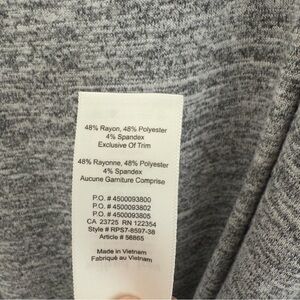 48% Rayon, 48% Polyester
4% Spandex
Exclusive Of Trim
48% Rayonne, 48% Polyester
4% Spandex
Aucune Garniture Comprise
P.O. # 4500093800
P.O. # 4500093802
P.O. # 4500093805
CA 23725 RN 122354
Style # RPS7-8597-38
Article # 56865
Made in Vietnam
Fabriqué au Vietnam